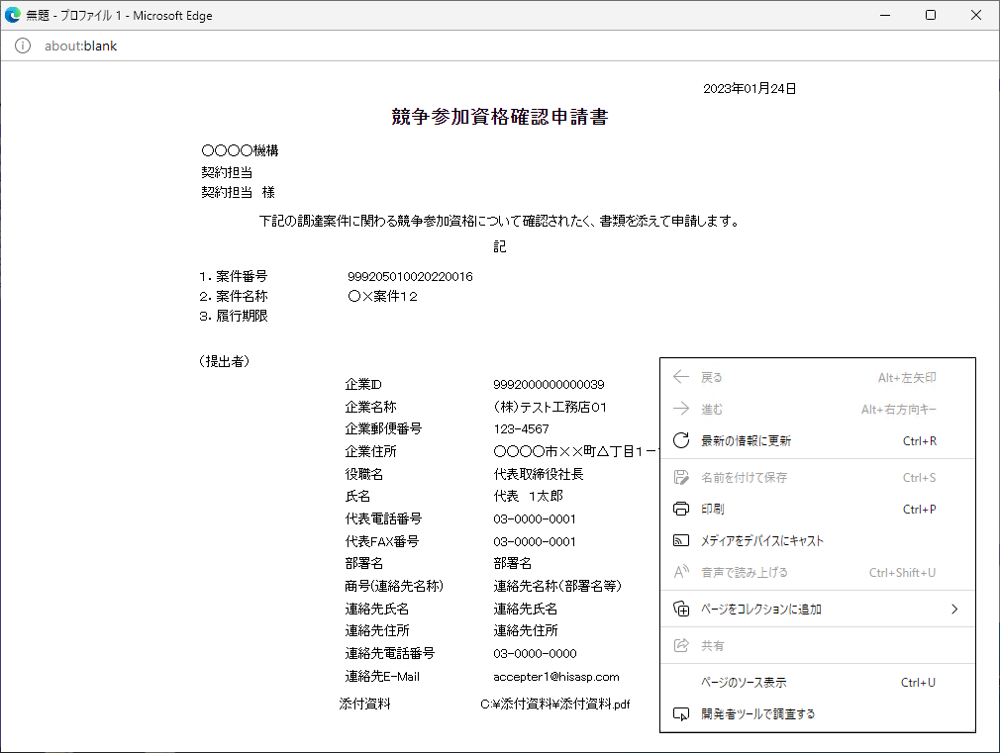 無題 - プロファイル 1 - Microsoft Edge
about:blank
2023年01月24日
競争参加資格確認申請書
〇〇〇〇機構
契約担当
契約担当 様
下記の調達案件に関わる競争参加資格について確認されたく、書類を添えて申請します。
記
１．案件番号 999205010020220016
２．案件名称 〇×案件１２
３．履行期限
（提出者）
企業ID 9992000000000039
企業名称 （株）テスト工務店０１
企業郵便番号 123-4567
企業住所 〇〇〇〇市××町△丁目１－
役職名 代表取締役社長
氏名 代表　１太郎
代表電話番号 03-0000-0001
代表FAX番号 03-0000-0001
部署名 部署名
商号(連絡先名称) 連絡先名称（部署名等）
連絡先氏名 連絡先氏名
連絡先住所 連絡先住所
連絡先電話番号 03-0000-0000
連絡先E-Mail accepter1@hisasp.com
添付資料 C:¥添付資料¥添付資料.pdf
戻る Alt+左矢印
進む Alt+右方向キー
最新の情報に更新 Ctrl+R
名前を付けて保存 Ctrl+S
印刷 Ctrl+P
メディアをデバイスにキャスト
音声で読み上げる Ctrl+Shift+U
ページをコレクションに追加
共有
ページのソース表示 Ctrl+U
開発者ツールで調査する